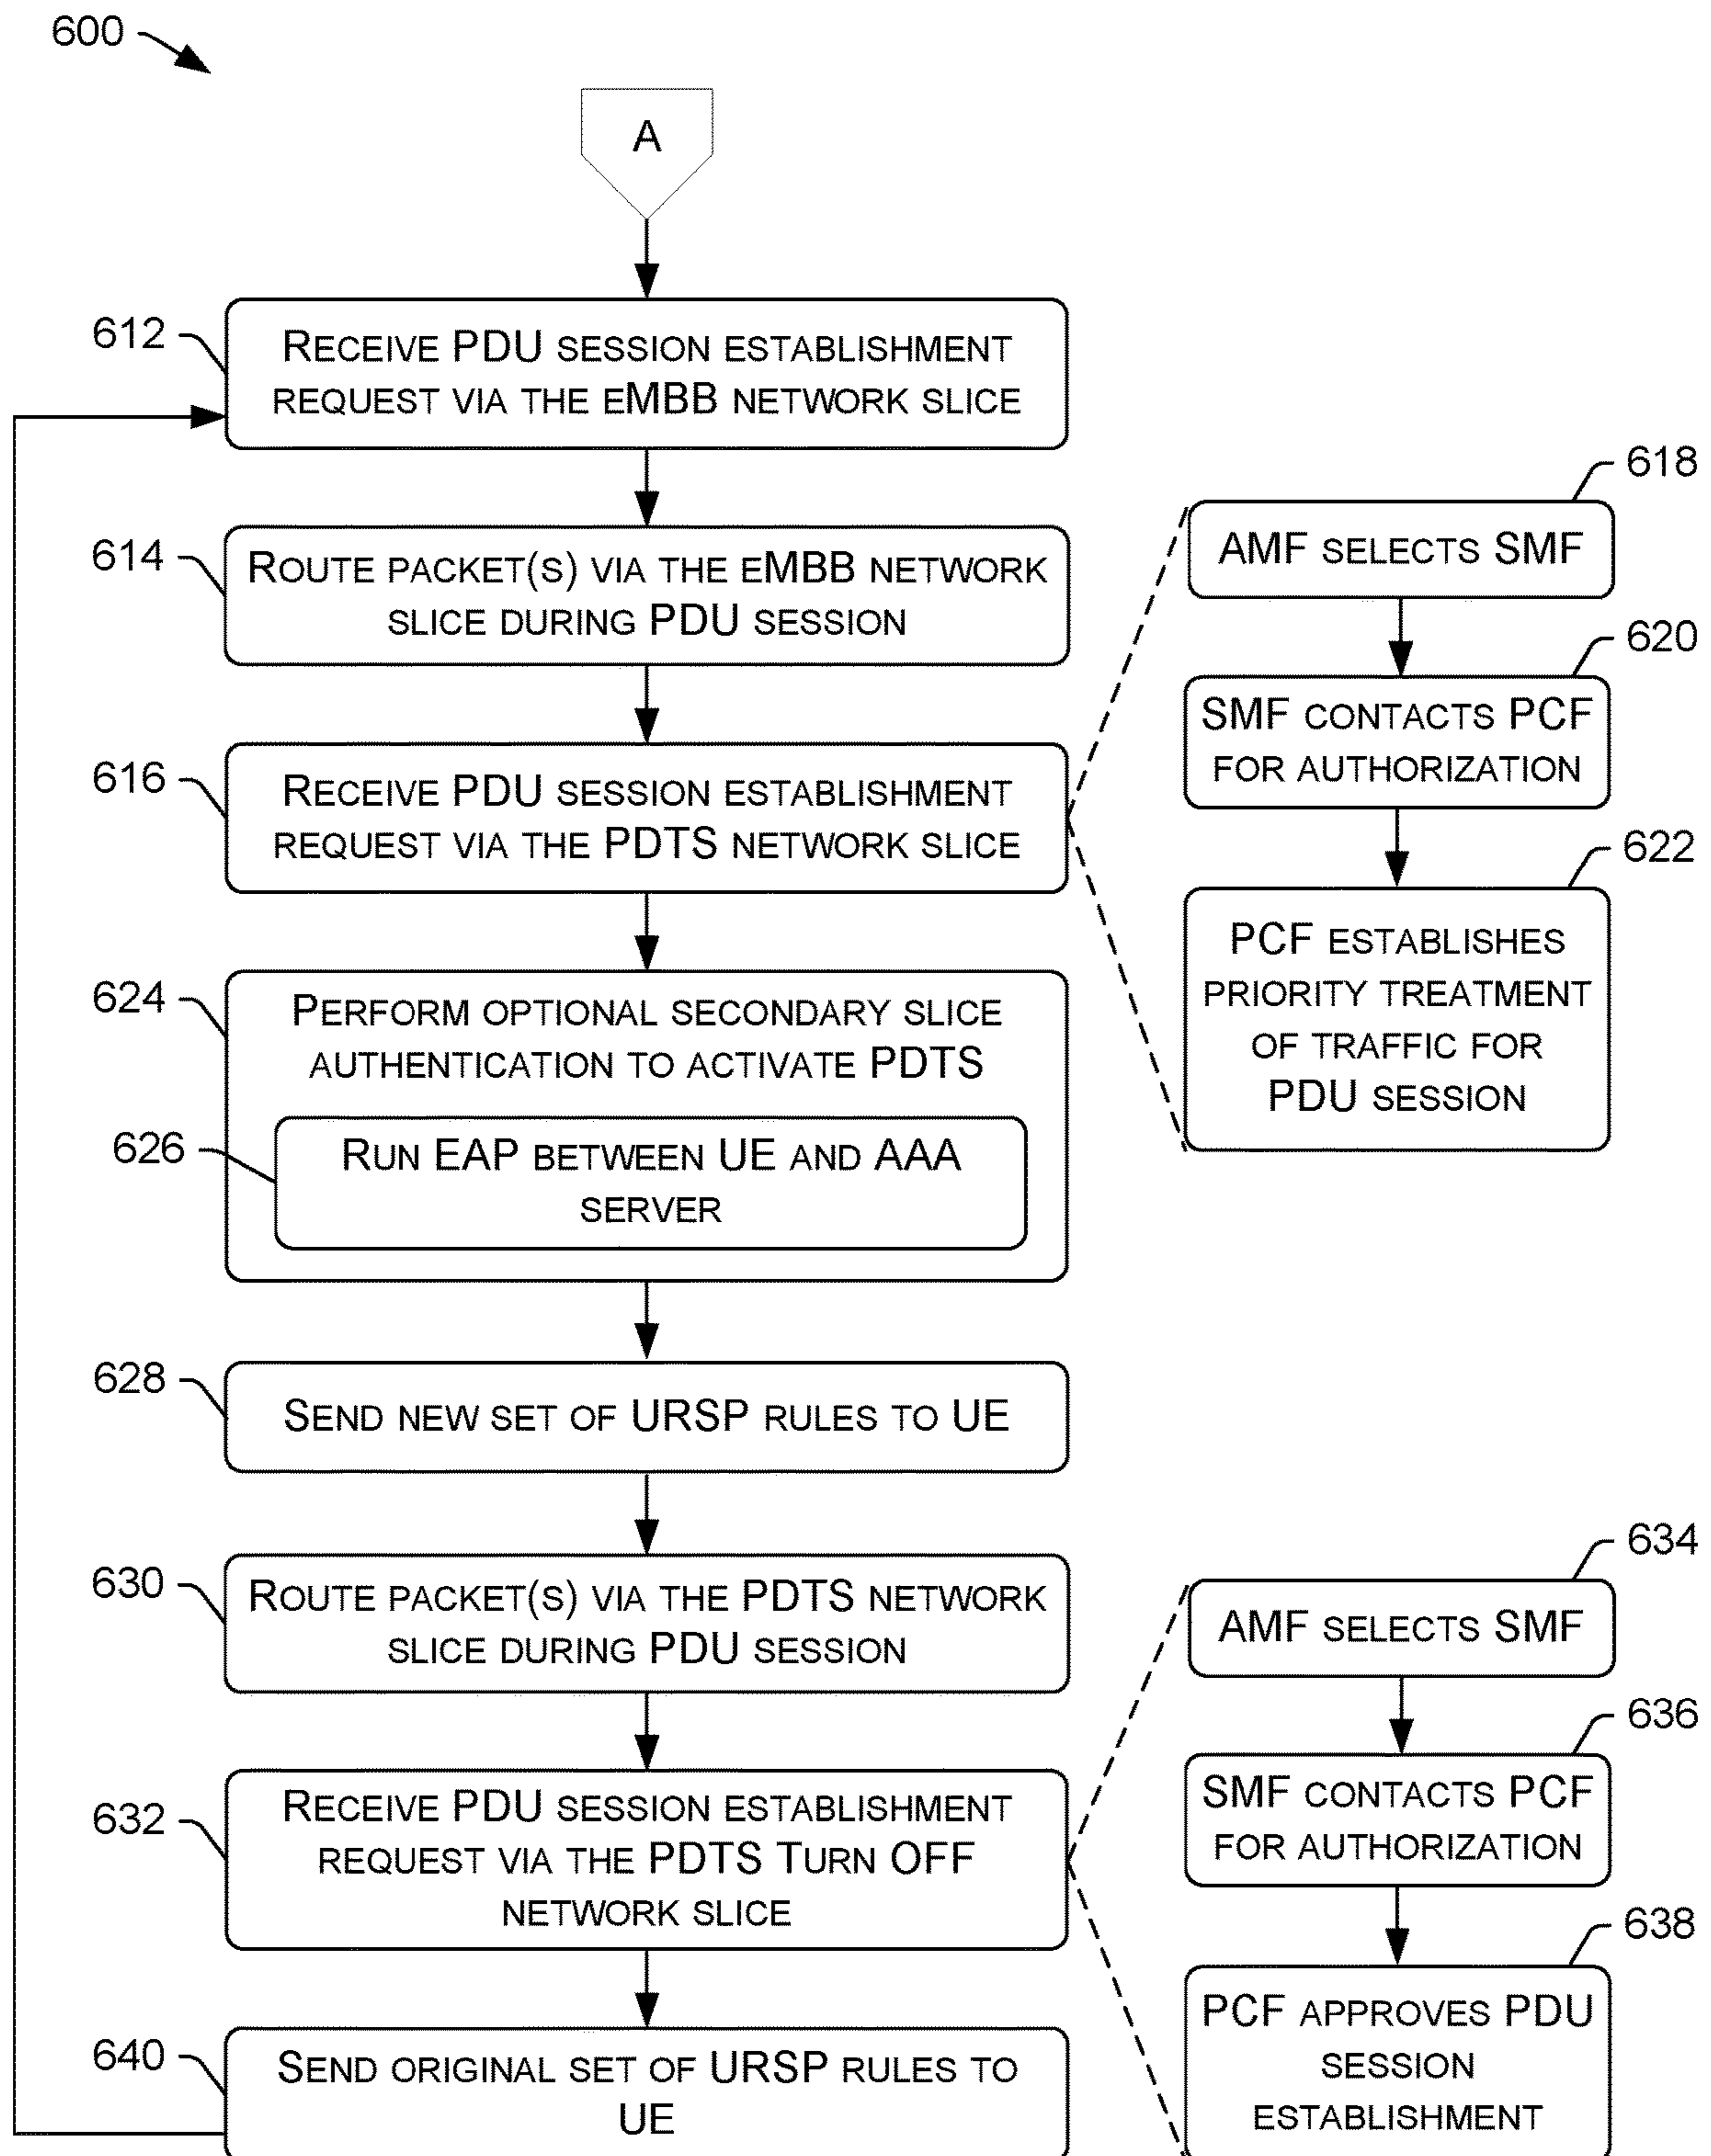 600
A
612
RECEIVE PDU SESSION ESTABLISHMENT
REQUEST VIA THE EMBB NETWORK SLICE
614
ROUTE PACKET(S) VIA THE EMBB NETWORK
SLICE DURING PDU SESSION
616
RECEIVE PDU SESSION ESTABLISHMENT
REQUEST VIA THE PDTS NETWORK SLICE
618
AMF SELECTS SMF
620
SMF CONTACTS PCF
FOR AUTHORIZATION
622
PCF ESTABLISHES
PRIORITY TREATMENT
OF TRAFFIC FOR
PDU SESSION
624
PERFORM OPTIONAL SECONDARY SLICE
AUTHENTICATION TO ACTIVATE PDTS
626
RUN EAP BETWEEN UE AND AAA
SERVER
628
SEND NEW SET OF URSP RULES TO UE
630
ROUTE PACKET(S) VIA THE PDTS NETWORK
SLICE DURING PDU SESSION
632
RECEIVE PDU SESSION ESTABLISHMENT
REQUEST VIA THE PDTS TURN OFF
NETWORK SLICE
634
AMF SELECTS SMF
636
SMF CONTACTS PCF
FOR AUTHORIZATION
638
PCF APPROVES PDU
SESSION
ESTABLISHMENT
640
SEND ORIGINAL SET OF URSP RULES TO
UE